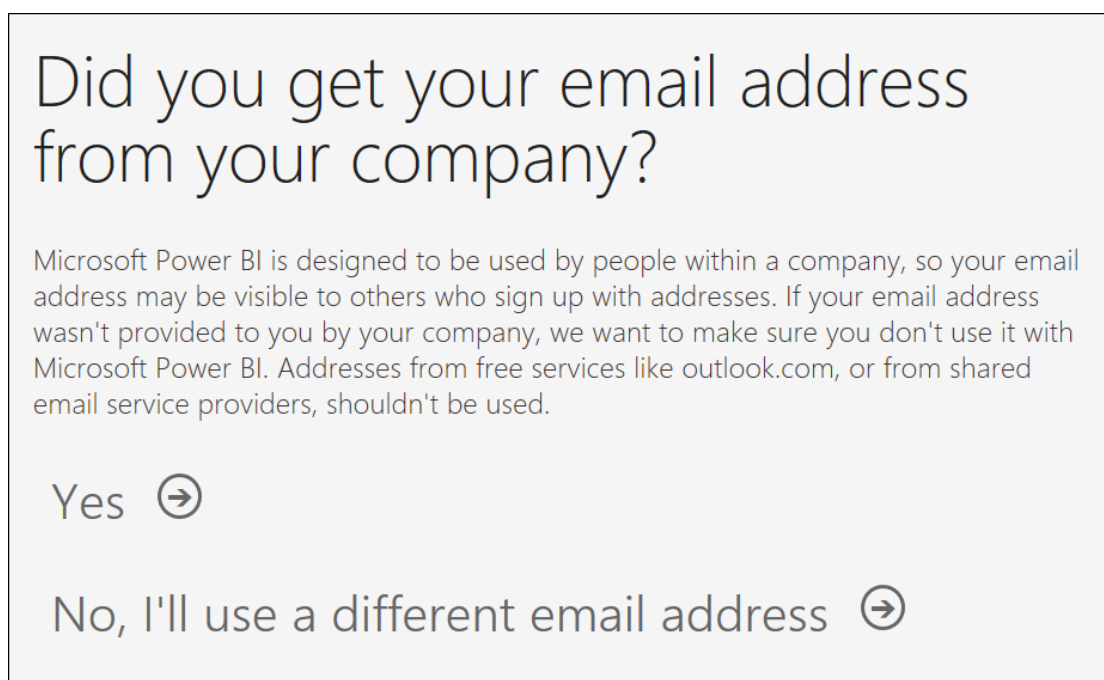 Did you get your email address
from your company?
Microsoft Power BI is designed to be used by people within a company, so your email
address may be visible to others who sign up with addresses. If your email address
wasn't provided to you by your company, we want to make sure you don't use it with
Microsoft Power BI. Addresses from free services like outlook.com, or from shared
email service providers, shouldn't be used.
Yes
No, I'll use a different email address